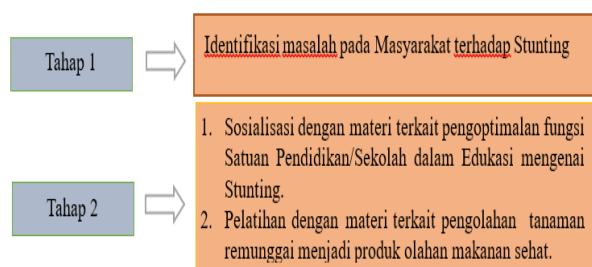 Tahap 1
Identifikasi masalah pada Masyarakat terhadap Stunting
Tahap 2
1. Sosialisasi dengan materi terkait pengoptimalan fungsi
Satuan Pendidikan/Sekolah dalam Edukasi mengenai
Stunting.
2. Pelatihan dengan materi terkait pengolahan tanaman
remunggai menjadi produk olahan makanan sehat.